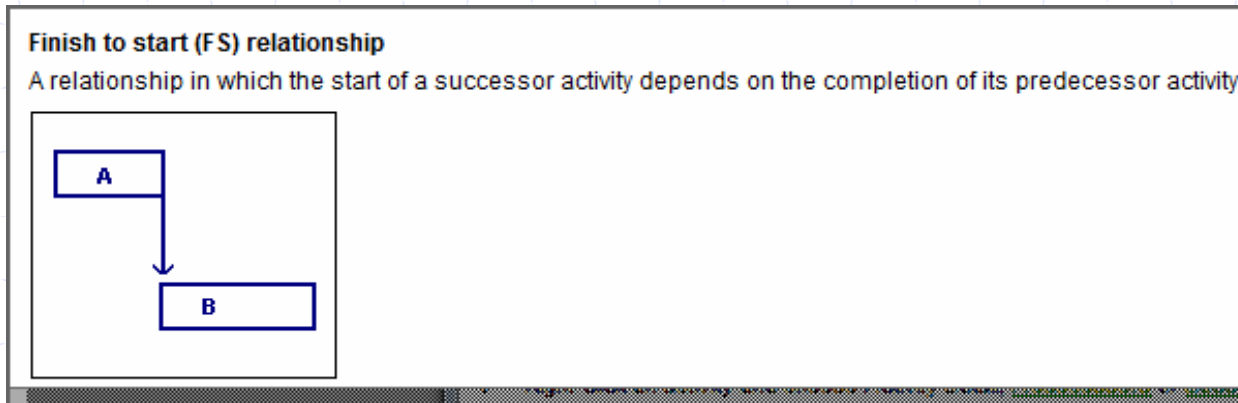 Finish to start (FS) relationship
A relationship in which the start of a successor activity depends on the completion of its predecessor activity
A
B